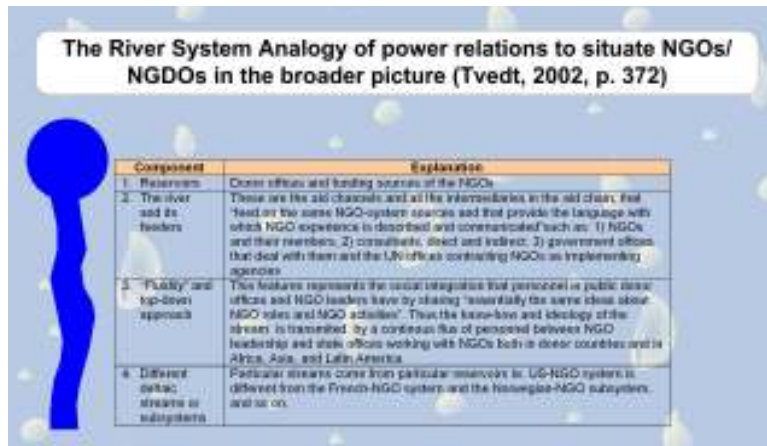 The River System Analogy of power relations to situate NGOs/
NGDOs in the broader picture (Tvedt, 2002, p. 372)
Component Explanation
1. Reservoirs Donor offices and funding sources of the NGOs
2. The river These are the aid channels and all the intermediaries in the aid chain, that
and its "feed on the same NGO-system sources and that provide the language with
feeders which NGO experience is described and communicated" such as: 1) NGOs
and their members, 2) consultants, direct and indirect, 3) government offices
that deal with them and the UN offices contracting NGOs as implementing
agencies
3. "Fluidity" and This features represents the social integration that personnel in public donor
top-down offices and NGO leaders have by sharing "essentially the same ideas about
approach NGO roles and NGO activities". Thus the know-how and ideology of the
stream is transmitted by a continous flux of personnel between NGO
leadership and state offices working with NGOs both in donor countries and in
Africa, Asia, and Latin America
4. Different Particular streams come from particular reservoirs Ie. US-NGO system is
deltaic different from the French-NGO system and the Norwegian-NGO subsystem,
streams or and so on.
subsystems